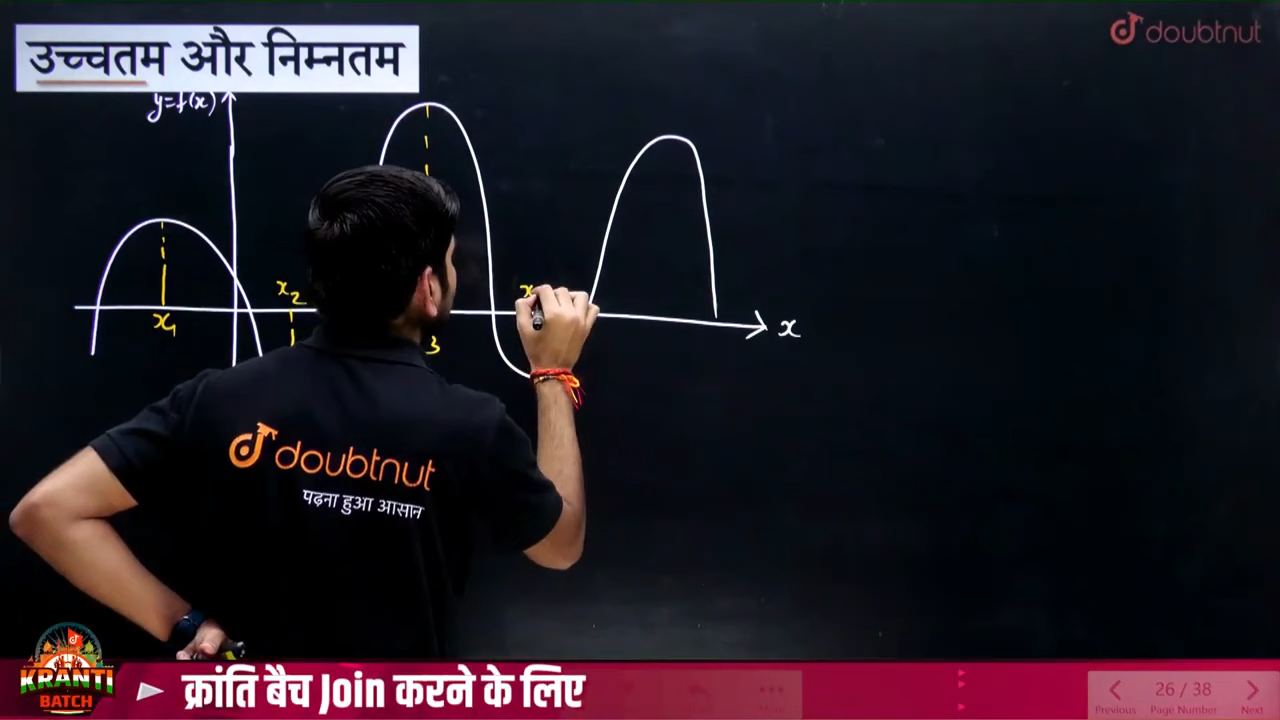 उच्चतम और निम्नतम
doubtnut
y=f(x)
x₂
x
x₁
3
x
doubtnut
पढ़ना हुआ आसान
KRANTI
BATCH
क्रांति बैच Join करने के लिए
26 / 38
Previous
Page Number
Next